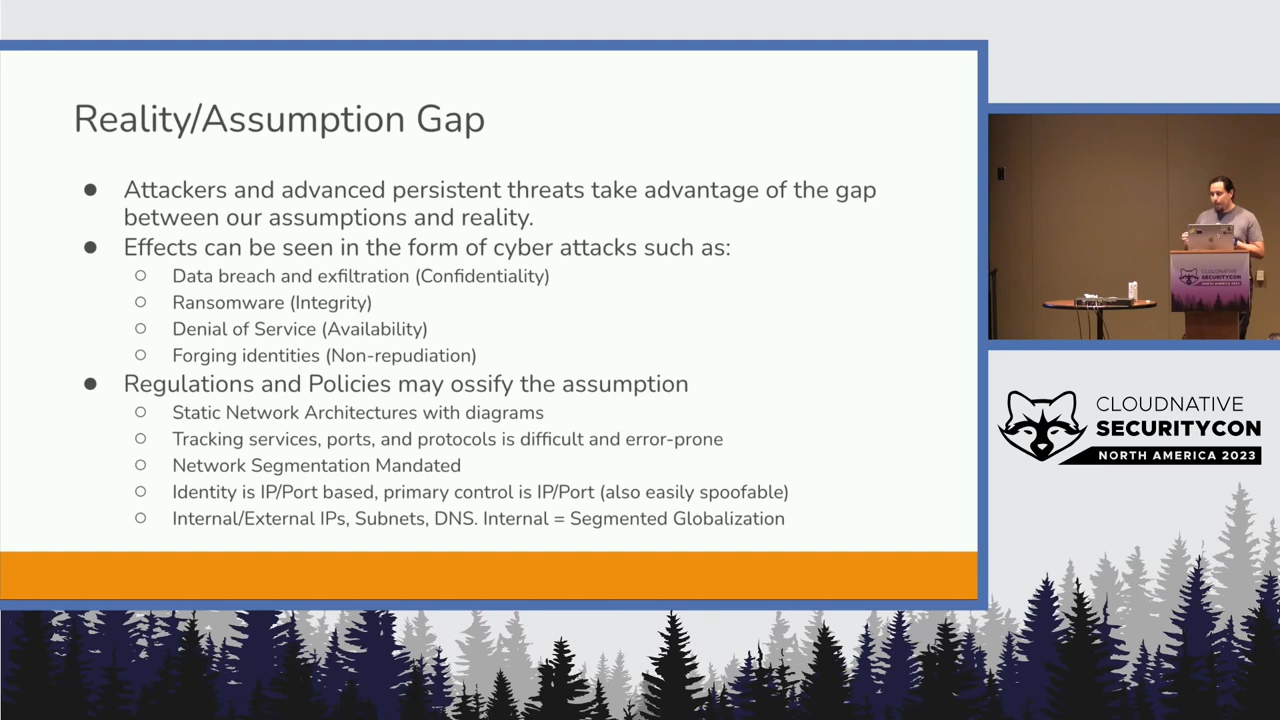 Reality/Assumption Gap
● Attackers and advanced persistent threats take advantage of the gap
between our assumptions and reality.
● Effects can be seen in the form of cyber attacks such as:
○ Data breach and exfiltration (Confidentiality)
○ Ransomware (Integrity)
○ Denial of Service (Availability)
○ Forging identities (Non-repudiation)
● Regulations and Policies may ossify the assumption
○ Static Network Architectures with diagrams
○ Tracking services, ports, and protocols is difficult and error-prone
○ Network Segmentation Mandated
○ Identity is IP/Port based, primary control is IP/Port (also easily spoofable)
○ Internal/External IPs, Subnets, DNS. Internal = Segmented Globalization
CLOUDNATIVE
SECURITYCON
NORTH AMERICA 2023
CLOUDNATIVE
SECURITYCON
NORTH AMERICA 2023